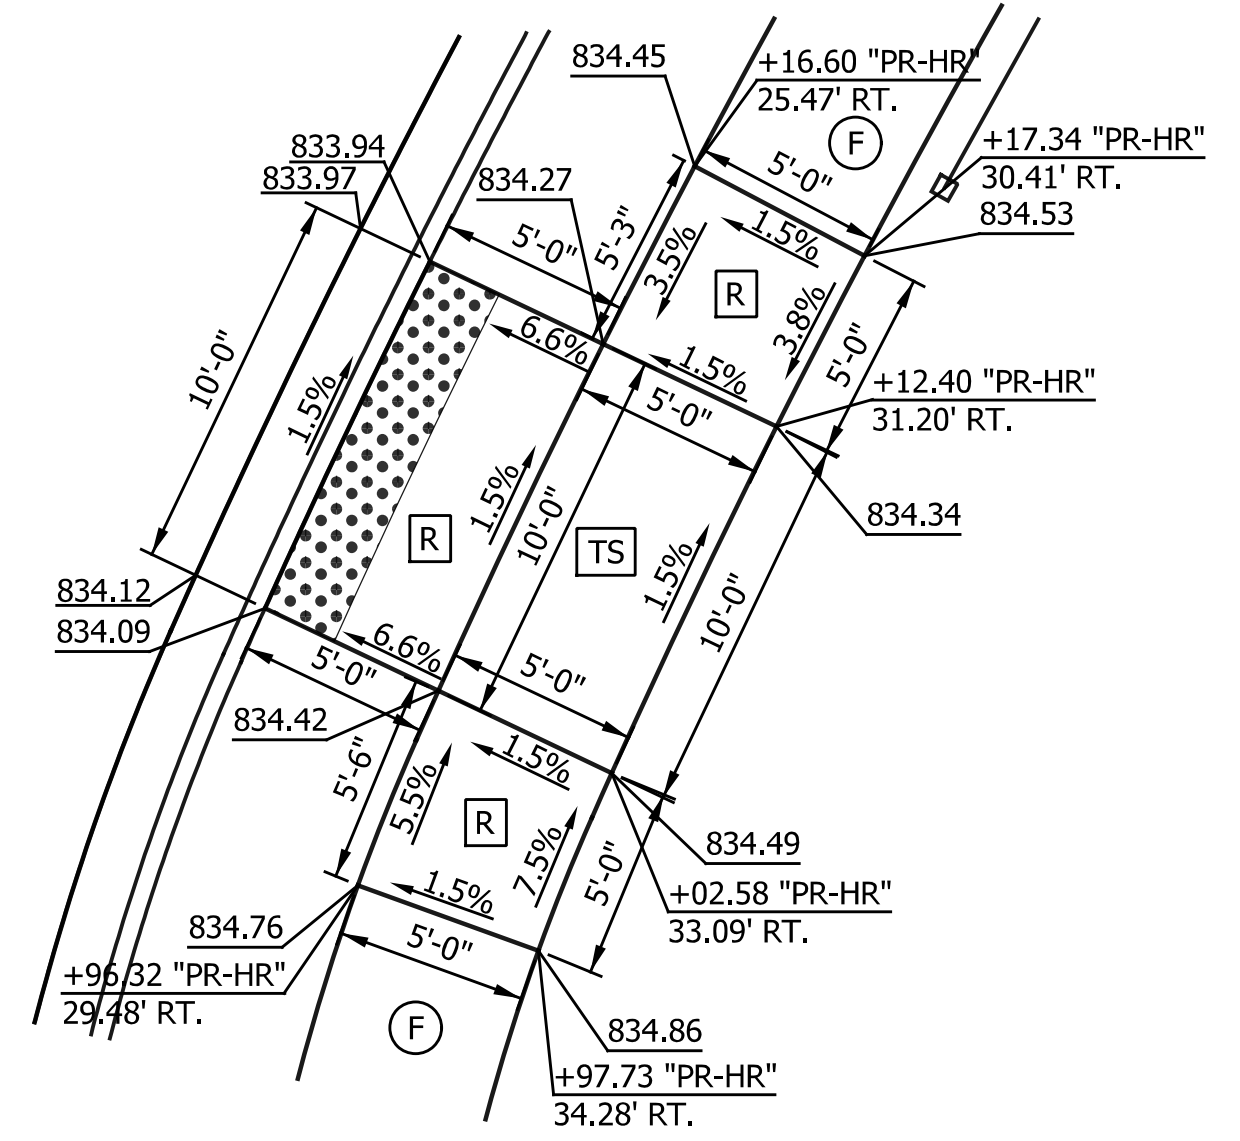 834.45
+16.60 "PR-HR"
25.47' RT.
F
+17.34 "PR-HR"
30.41' RT.
834.53
833.94
833.97
834.27
5'-0"
5'-0"
5'-3"
3.5%
1.5%
R
3.8%
1.5%
5'-0"
6.6%
10'-0"
1.5%
5'-0"
+12.40 "PR-HR"
31.20' RT.
834.34
R
1.5%
10'-0"
TS
1.5%
10'-0"
834.12
834.09
6.6%
5'-0"
5'-0"
834.42
5'-6"
5.5%
1.5%
R
7.5%
1.5%
5'-0"
834.49
+02.58 "PR-HR"
33.09' RT.
834.76
+96.32 "PR-HR"
29.48' RT.
5'-0"
F
834.86
+97.73 "PR-HR"
34.28' RT.